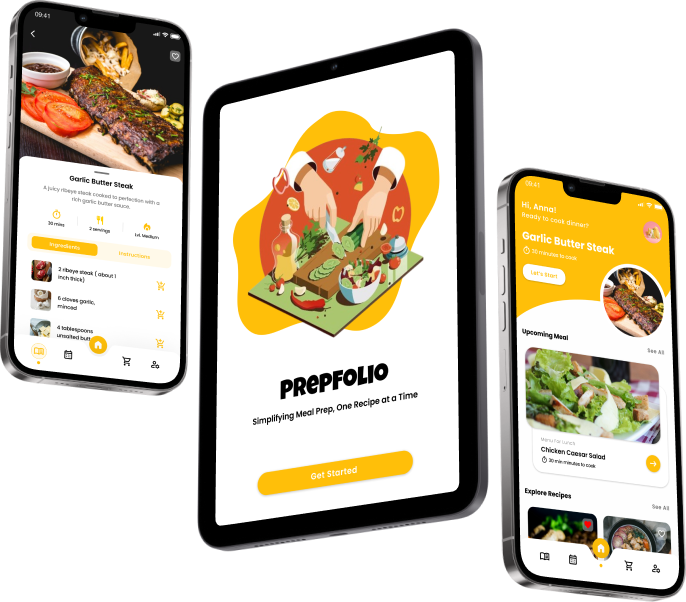 09:41
Garlic Butter Steak
A juicy ribeye steak cooked to perfection with a
rich garlic butter sauce.
30 mins
2 servings
Lvl. Medium
Ingredients
Instructions
2 ribeye steak ( about 1
inch thick)
6 cloves garlic,
minced
4 tablespoons
unsalted butt
PREPFOLIO
Simplifying Meal Prep, One Recipe at a Time
Get Started
09:41
Hi, Anna!
Ready to cook dinner?
Garlic Butter Steak
20 minutes to cook
Let's Start
Upcoming Meal
See All
Menu For Lunch
Chicken Caesar Salad
30 min minutes to cook
Explore Recipes
See All